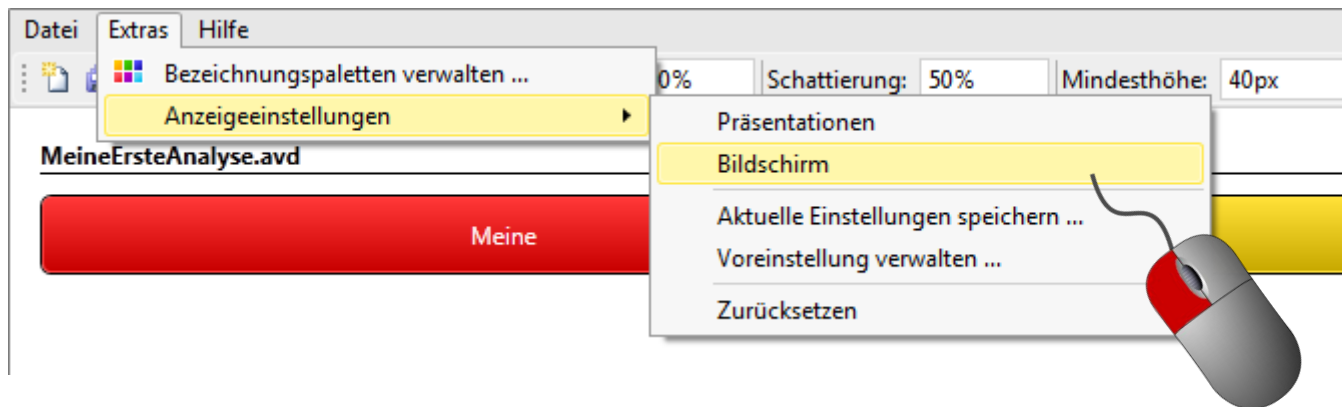 Datei Extras Hilfe
Bezeichnungspaletten verwalten ...
0% Schattierung: 50% Mindesthöhe: 40px
Anzeigeeinstellungen
Präsentationen
MeineErsteAnalyse.avd
Bildschirm
Aktuelle Einstellungen speichern ...
Meine
Voreinstellung verwalten ...
Zurücksetzen